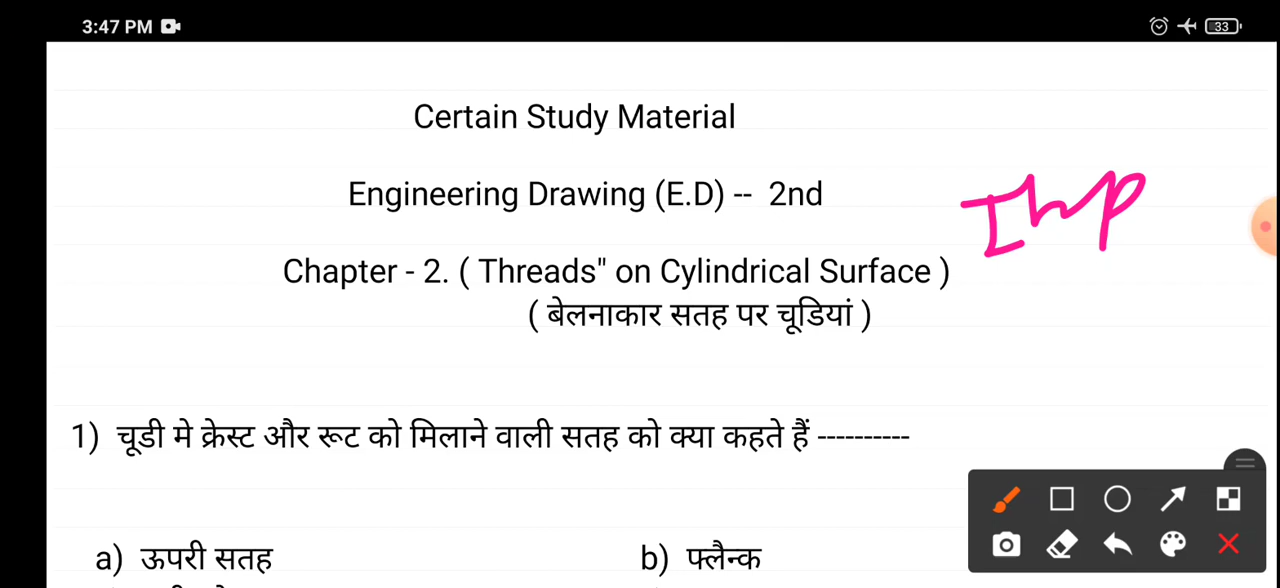 3:47 PM
33
Certain Study Material
Engineering Drawing (E.D) -- 2nd
Imp
Chapter - 2. ( Threads" on Cylindrical Surface )
( बेलनाकार सतह पर चूडियां )
1) चूडी मे क्रेस्ट और रूट को मिलाने वाली सतह को क्या कहते हैं ----------
a) ऊपरी सतह b) फ्लैन्क